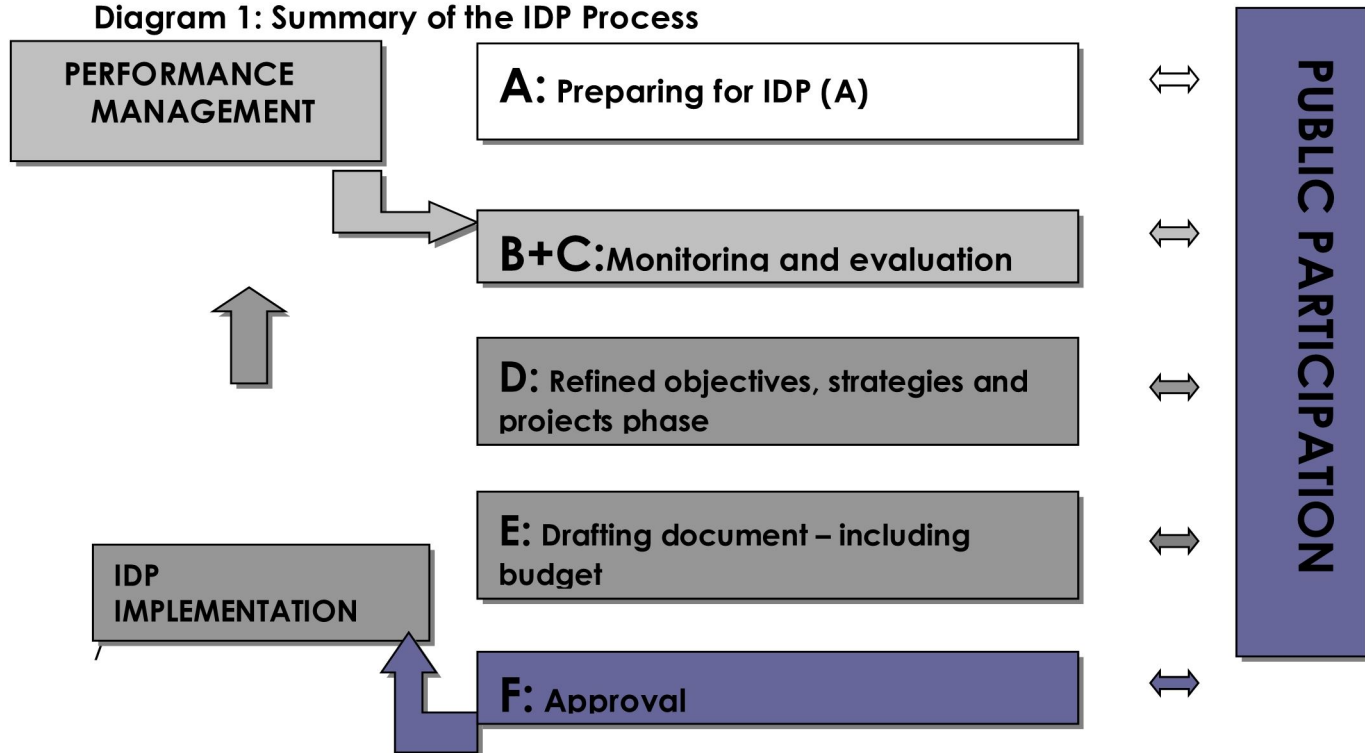 Diagram 1: Summary of the IDP Process
PERFORMANCE
MANAGEMENT
A: Preparing for IDP (A)
B+C:Monitoring and evaluation
D: Refined objectives, strategies and
projects phase
E: Drafting document – including
budget
IDP
IMPLEMENTATION
/
F: Approval
PUBLIC PARTICIPATION